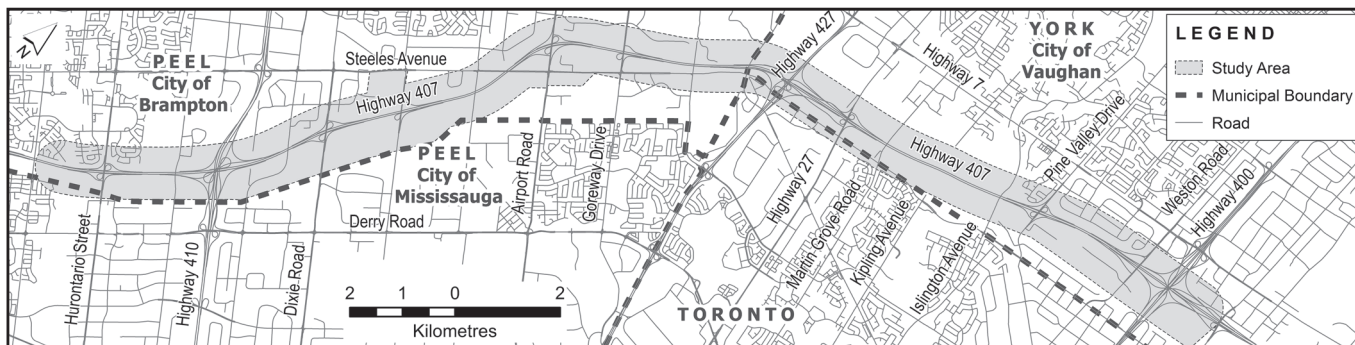 N
PEEL
City of
Brampton
Steeles Avenue
Highway 407
Highway 427
Highway 7
YORK
City of
Vaughan
LEGEND
Study Area
Municipal Boundary
Road
PEEL
City of
Mississauga
Airport Road
Goreway Drive
Highway 27
Martin Grove Road
Kipling Avenue
Islington Avenue
Highway 407
Pine Valley Drive
Weston Road
Highway 400
Hurontario Street
Highway 410
Dixie Road
Derry Road
2 1 0 2
Kilometres
TORONTO